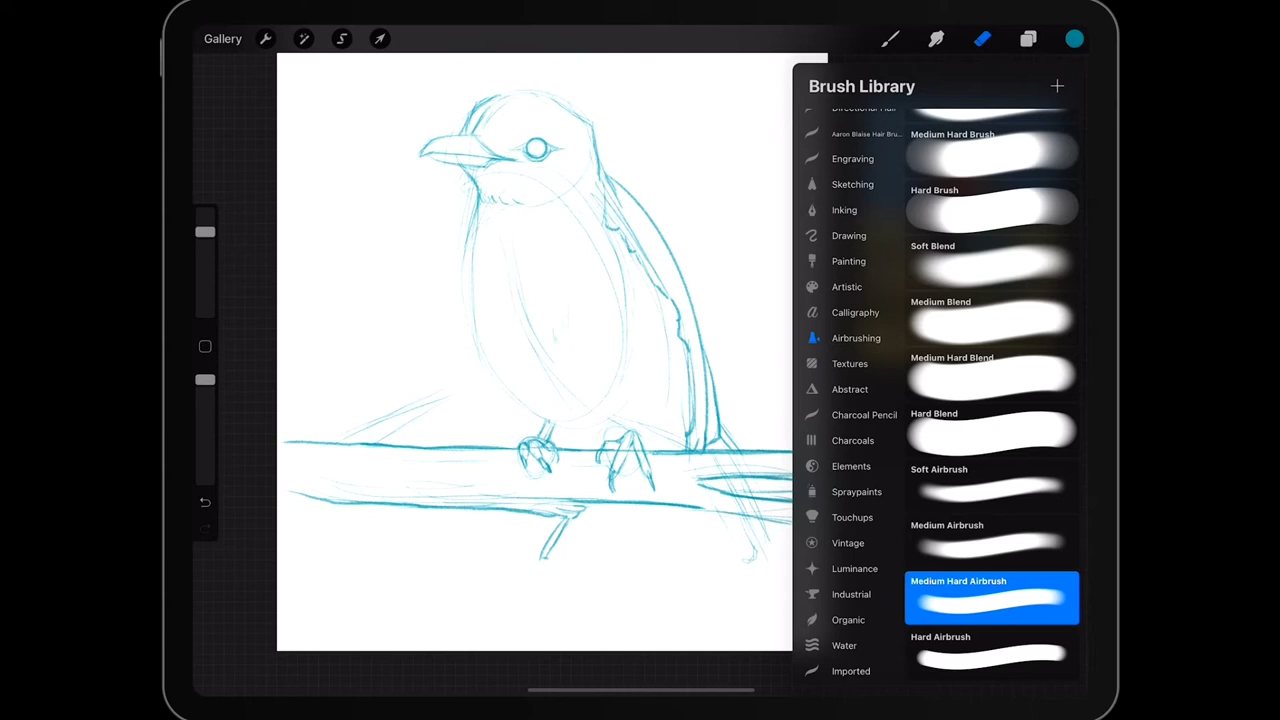 Gallery
Brush Library
Directional Hair
Aaron Blaise Hair Bru...
Engraving
Sketching
Inking
Drawing
Painting
Artistic
Calligraphy
Airbrushing
Textures
Abstract
Charcoal Pencil
Charcoals
Elements
Spraypaints
Touchups
Vintage
Luminance
Industrial
Organic
Water
Imported
Medium Hard Brush
Hard Brush
Soft Blend
Medium Blend
Medium Hard Blend
Hard Blend
Soft Airbrush
Medium Airbrush
Medium Hard Airbrush
Hard Airbrush